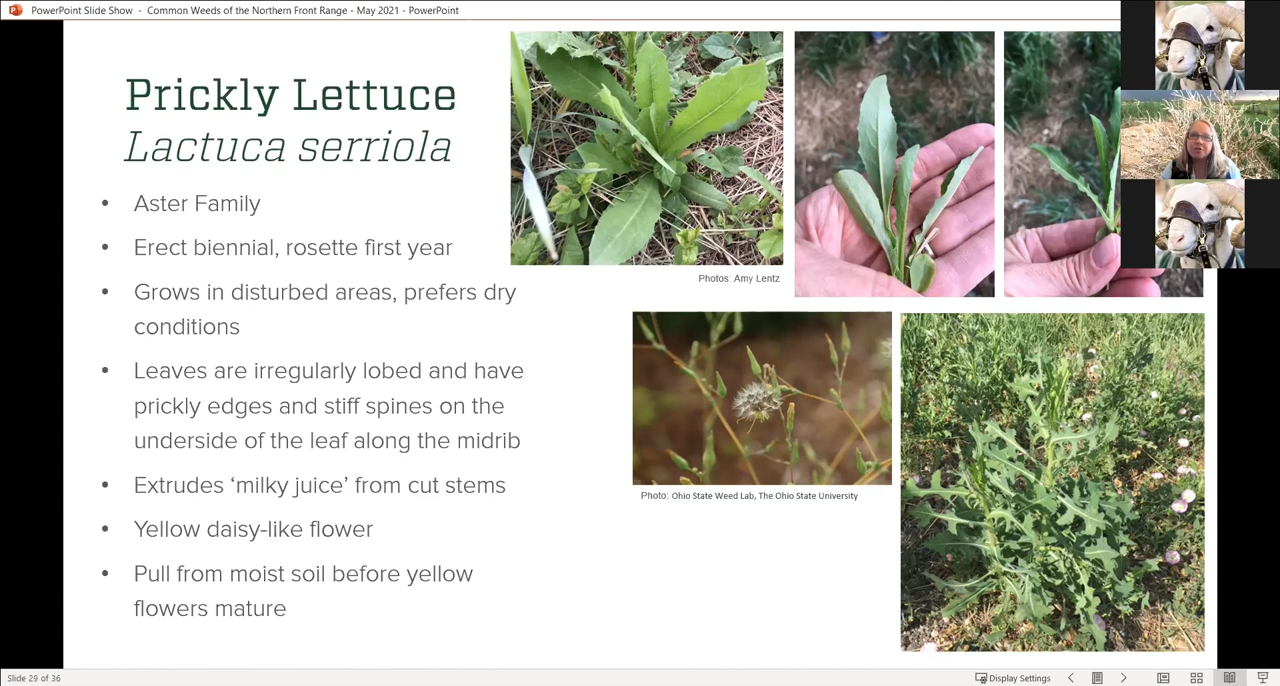 PowerPoint Slide Show - Common Weeds of the Northern Front Range - May 2021 - PowerPoint
Prickly Lettuce
Lactuca serriola
• Aster Family
• Erect biennial, rosette first year
• Grows in disturbed areas, prefers dry
conditions
• Leaves are irregularly lobed and have
prickly edges and stiff spines on the
underside of the leaf along the midrib
• Extrudes ‘milky juice’ from cut stems
• Yellow daisy-like flower
• Pull from moist soil before yellow
flowers mature
Photos: Amy Lentz
Photo: Ohio State Weed Lab, The Ohio State University
Slide 29 of 36
Display Settings